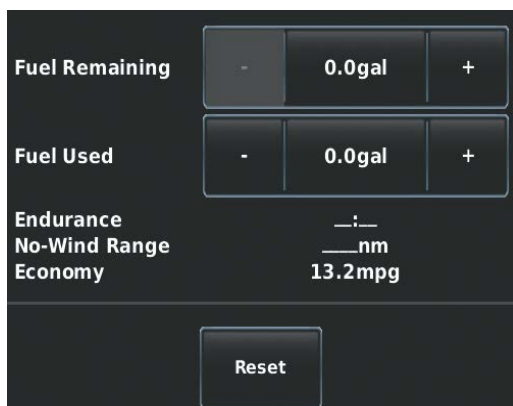 Fuel Remaining - 0.0gal +
Fuel Used - 0.0gal +
Endurance __:__
No-Wind Range ____nm
Economy 13.2mpg
Reset